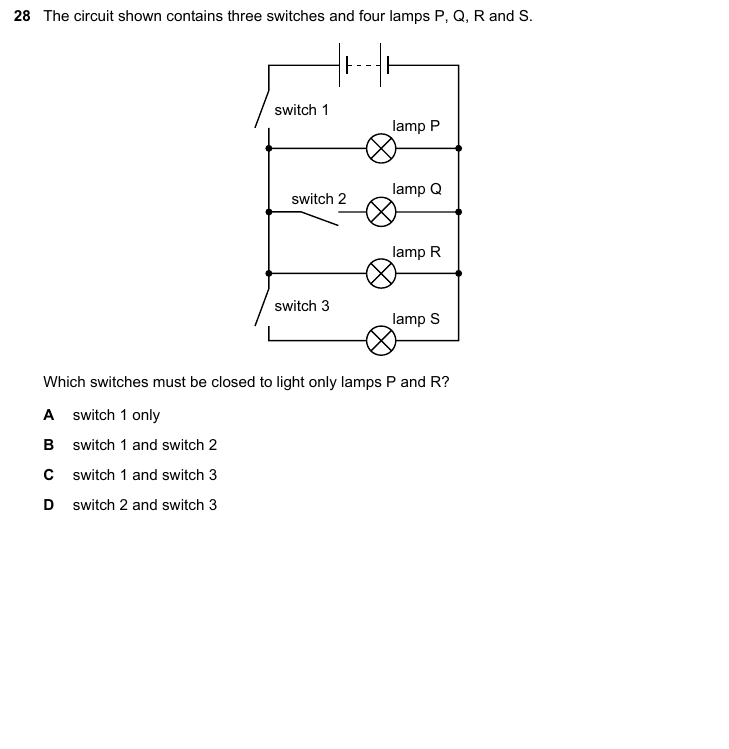 28 The circuit shown contains three switches and four lamps P, Q, R and S.
switch 1
lamp P
switch 2
lamp Q
lamp R
switch 3
lamp S
Which switches must be closed to light only lamps P and R?
A switch 1 only
B switch 1 and switch 2
C switch 1 and switch 3
D switch 2 and switch 3